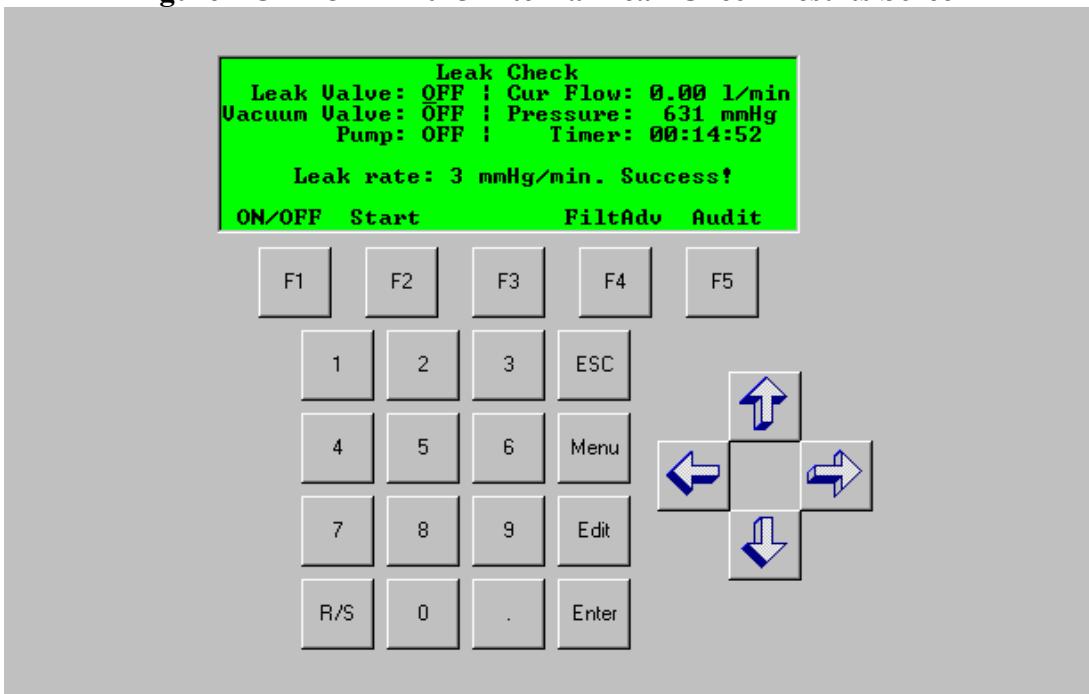 Leak Check
Leak Valve: OFF ¦ Cur Flow: 0.00 l/min
Vacuum Valve: OFF ¦ Pressure: 631 mmHg
Pump: OFF ¦ Timer: 00:14:52
Leak rate: 3 mmHg/min. Success!
ON/OFF Start FiltAdv Audit
F1 F2 F3 F4 F5
1 2 3 ESC
4 5 6 Menu
7 8 9 Edit
R/S 0 . Enter